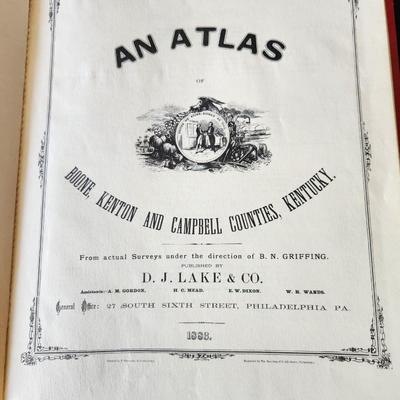 AN ATLAS
OF
BOONE, KENTON AND CAMPBELL COUNTIES, KENTUCKY.
From actual Surveys under the direction of B. N. GRIFFING.
PUBLISHED BY
D. J. LAKE & CO.
Assistants:- A. M. GORDON. H. C. MEAD. E. W. DIXON. W. R. WANDS.
General Office: 27 SOUTH SIXTH STREET, PHILADELPHIA PA.
1883.